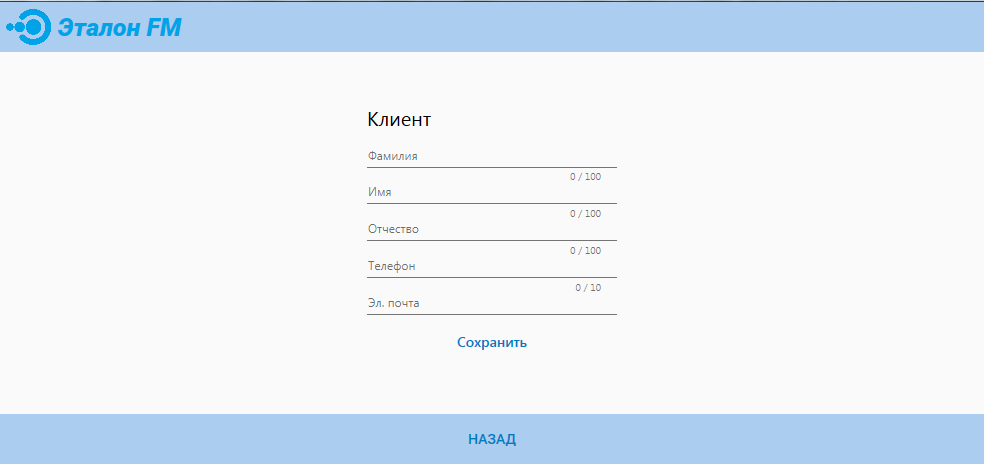 Эталон FM
Клиент
Фамилия
0 / 100
Имя
0 / 100
Отчество
0 / 100
Телефон
0 / 10
Эл. почта
Сохранить
НАЗАД